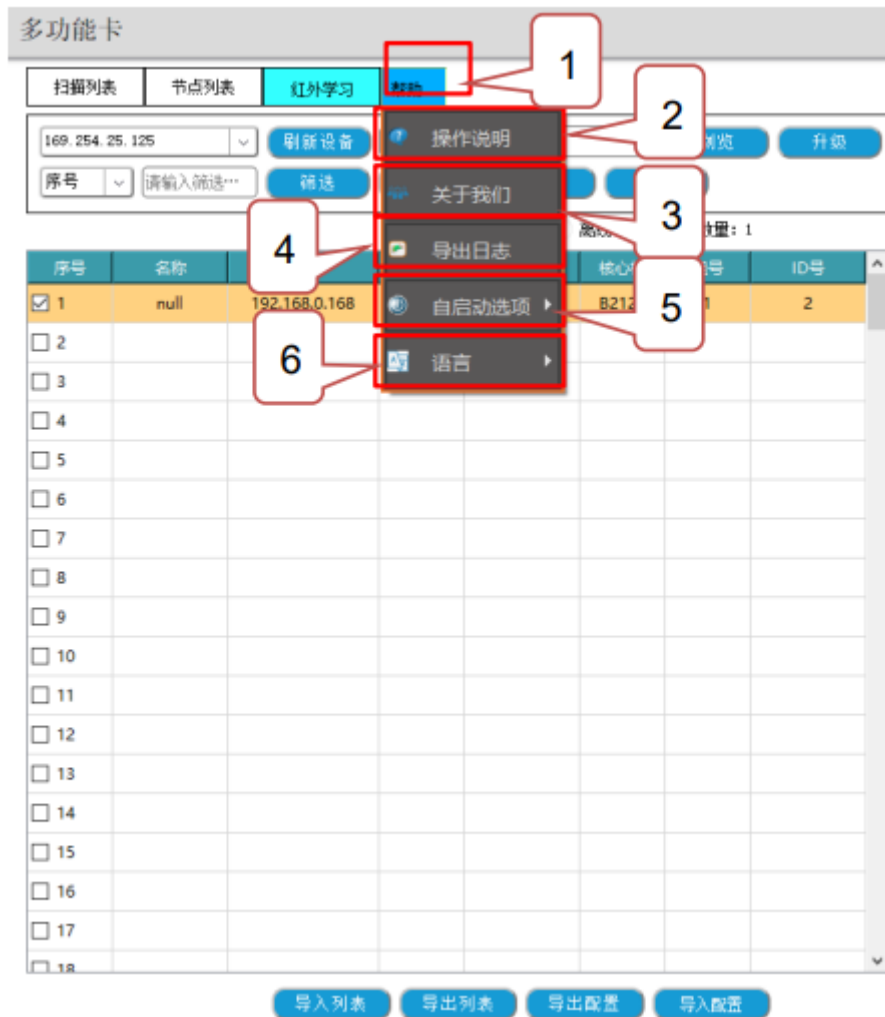 多功能卡
扫描列表 节点列表 红外学习 帮助 1
169.254.25.125 刷新设备 操作说明 2 浏览 升级
序号 请输入筛选… 筛选 关于我们
4 导出日志 3 数量: 1
序号 名称 核心 号 ID号
1 null 192.168.0.168 自启动选项 B212 5 1 2
2 6 语言
3
4
5
6
7
8
9
10
11
12
13
14
15
16
17
18
导入列表 导出列表 导出配置 导入配置